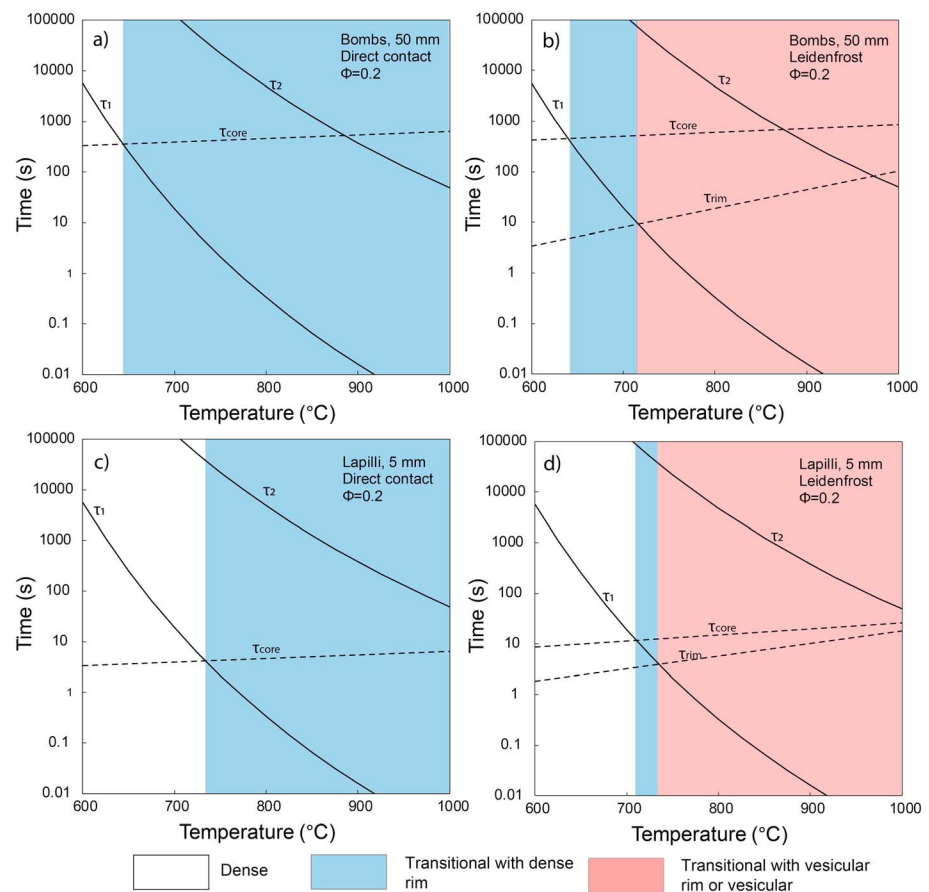 a)
Bombs, 50 mm
Direct contact
Φ=0.2
τ1
τ2
τcore
100000
10000
1000
100
10
1
0.1
0.01
Time (s)
600
700
800
900
1000
Temperature (°C)
b)
Bombs, 50 mm
Leidenfrost
Φ=0.2
τ1
τ2
τcore
τrim
100000
10000
1000
100
10
1
0.1
0.01
Time (s)
600
700
800
900
1000
Temperature (°C)
c)
Lapilli, 5 mm
Direct contact
Φ=0.2
τ1
τ2
τcore
100000
10000
1000
100
10
1
0.1
0.01
Time (s)
600
700
800
900
1000
Temperature (°C)
d)
Lapilli, 5 mm
Leidenfrost
Φ=0.2
τ1
τ2
τcore
τrim
100000
10000
1000
100
10
1
0.1
0.01
Time (s)
600
700
800
900
1000
Temperature (°C)
Dense
Transitional with dense
rim
Transitional with vesicular
rim or vesicular